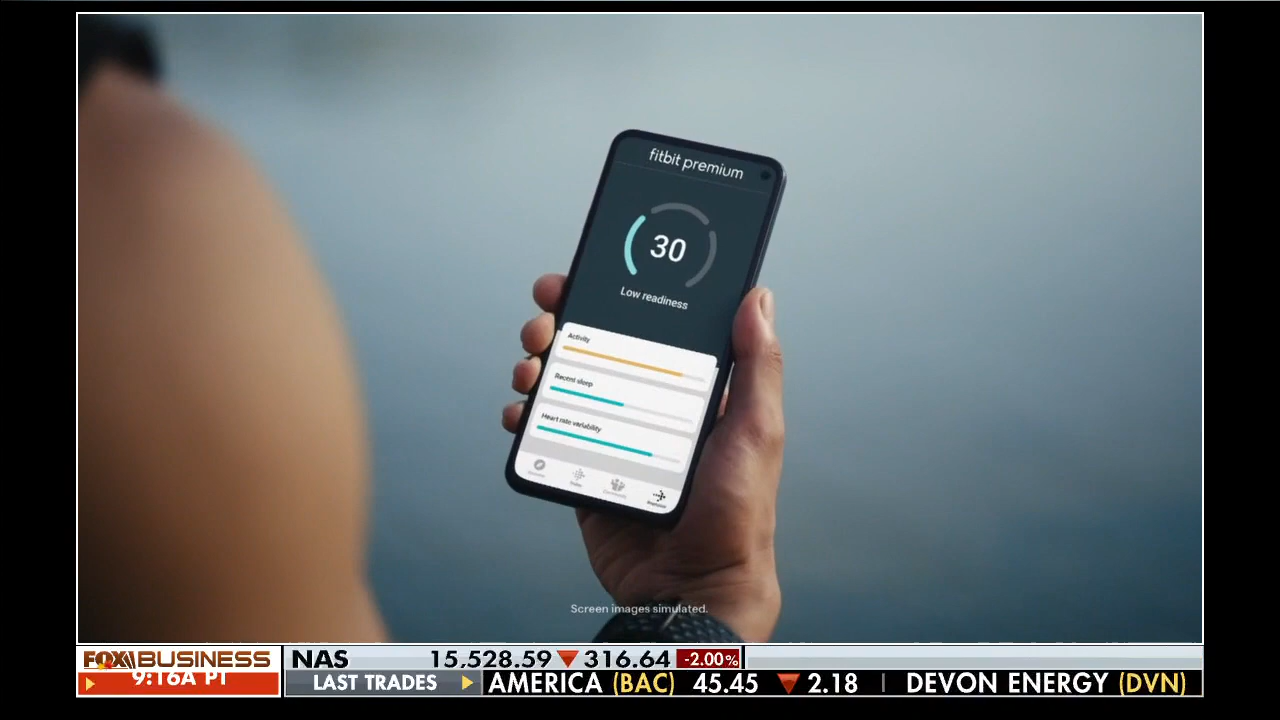 fitbit premium
30
Low readiness
Activity
Recent sleep
Heart rate variability
Screen images simulated.
FOX BUSINESS
NAS 15,528.59 316.64 -2.00%
9:16A PT
LAST TRADES AMERICA (BAC) 45.45 2.18 DEVON ENERGY (DVN)